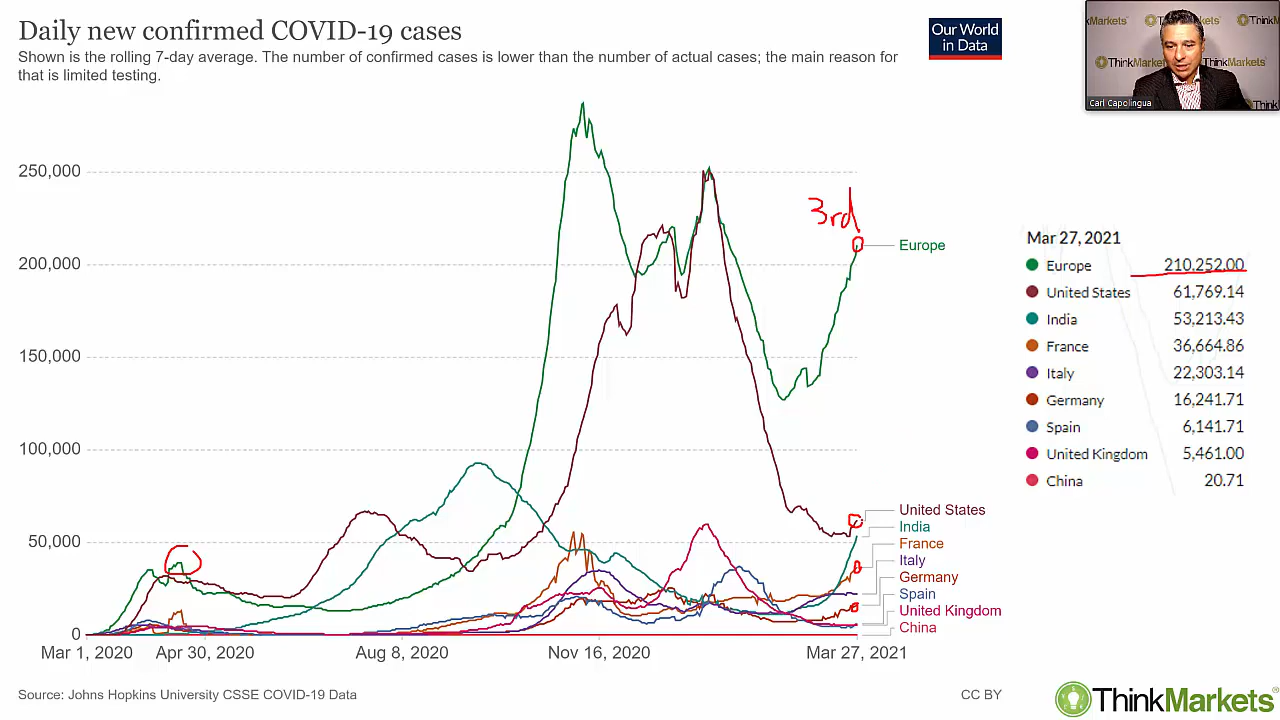 Daily new confirmed COVID-19 cases
Shown is the rolling 7-day average. The number of confirmed cases is lower than the number of actual cases; the main reason for
that is limited testing.
Our World
in Data
ThinkMarkets
ThinkMarkets
Carl Capolingua
250,000
200,000
150,000
100,000
50,000
0
3rd
Europe
United States
India
France
Italy
Germany
Spain
United Kingdom
China
Mar 1, 2020
Apr 30, 2020
Aug 8, 2020
Nov 16, 2020
Mar 27, 2021
Mar 27, 2021
Europe 210,252.00
United States 61,769.14
India 53,213.43
France 36,664.86
Italy 22,303.14
Germany 16,241.71
Spain 6,141.71
United Kingdom 5,461.00
China 20.71
Source: Johns Hopkins University CSSE COVID-19 Data
CC BY
ThinkMarkets